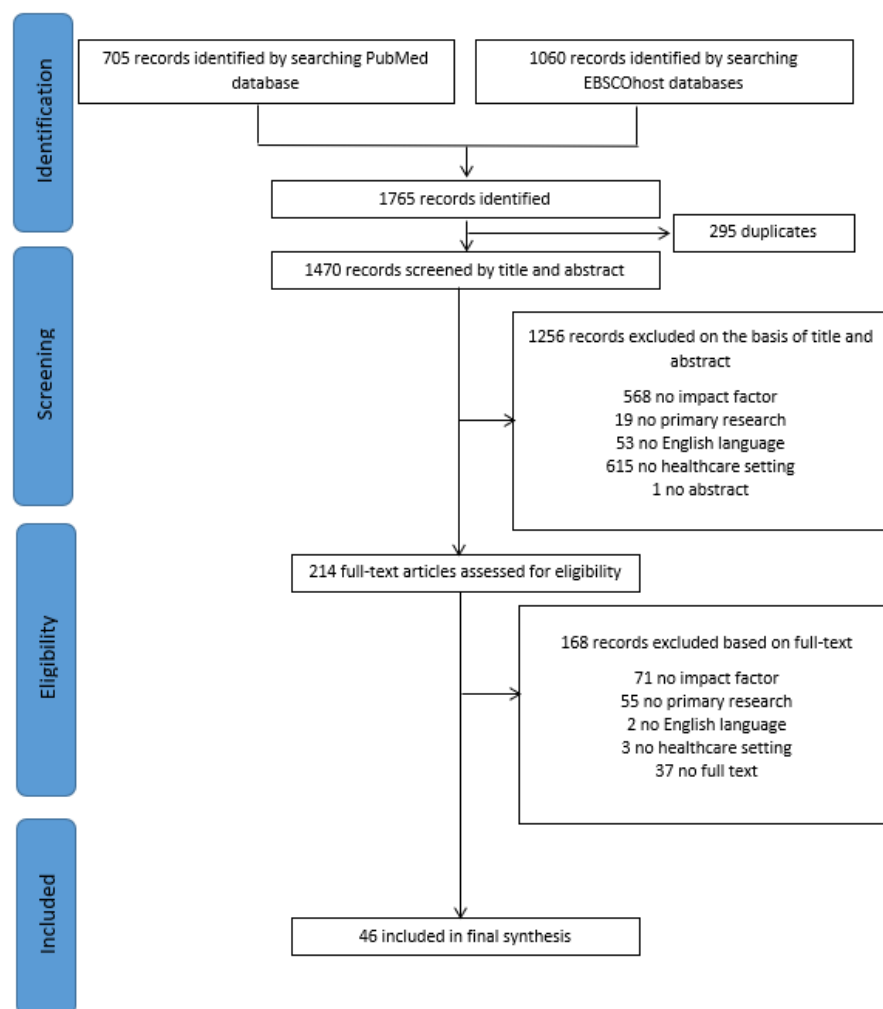 Identification
705 records identified by searching PubMed
database
1060 records identified by searching
EBSCOhost databases
1765 records identified
295 duplicates
Screening
1470 records screened by title and abstract
1256 records excluded on the basis of title and
abstract
568 no impact factor
19 no primary research
53 no English language
615 no healthcare setting
1 no abstract
Eligibility
214 full-text articles assessed for eligibility
168 records excluded based on full-text
71 no impact factor
55 no primary research
2 no English language
3 no healthcare setting
37 no full text
Included
46 included in final synthesis